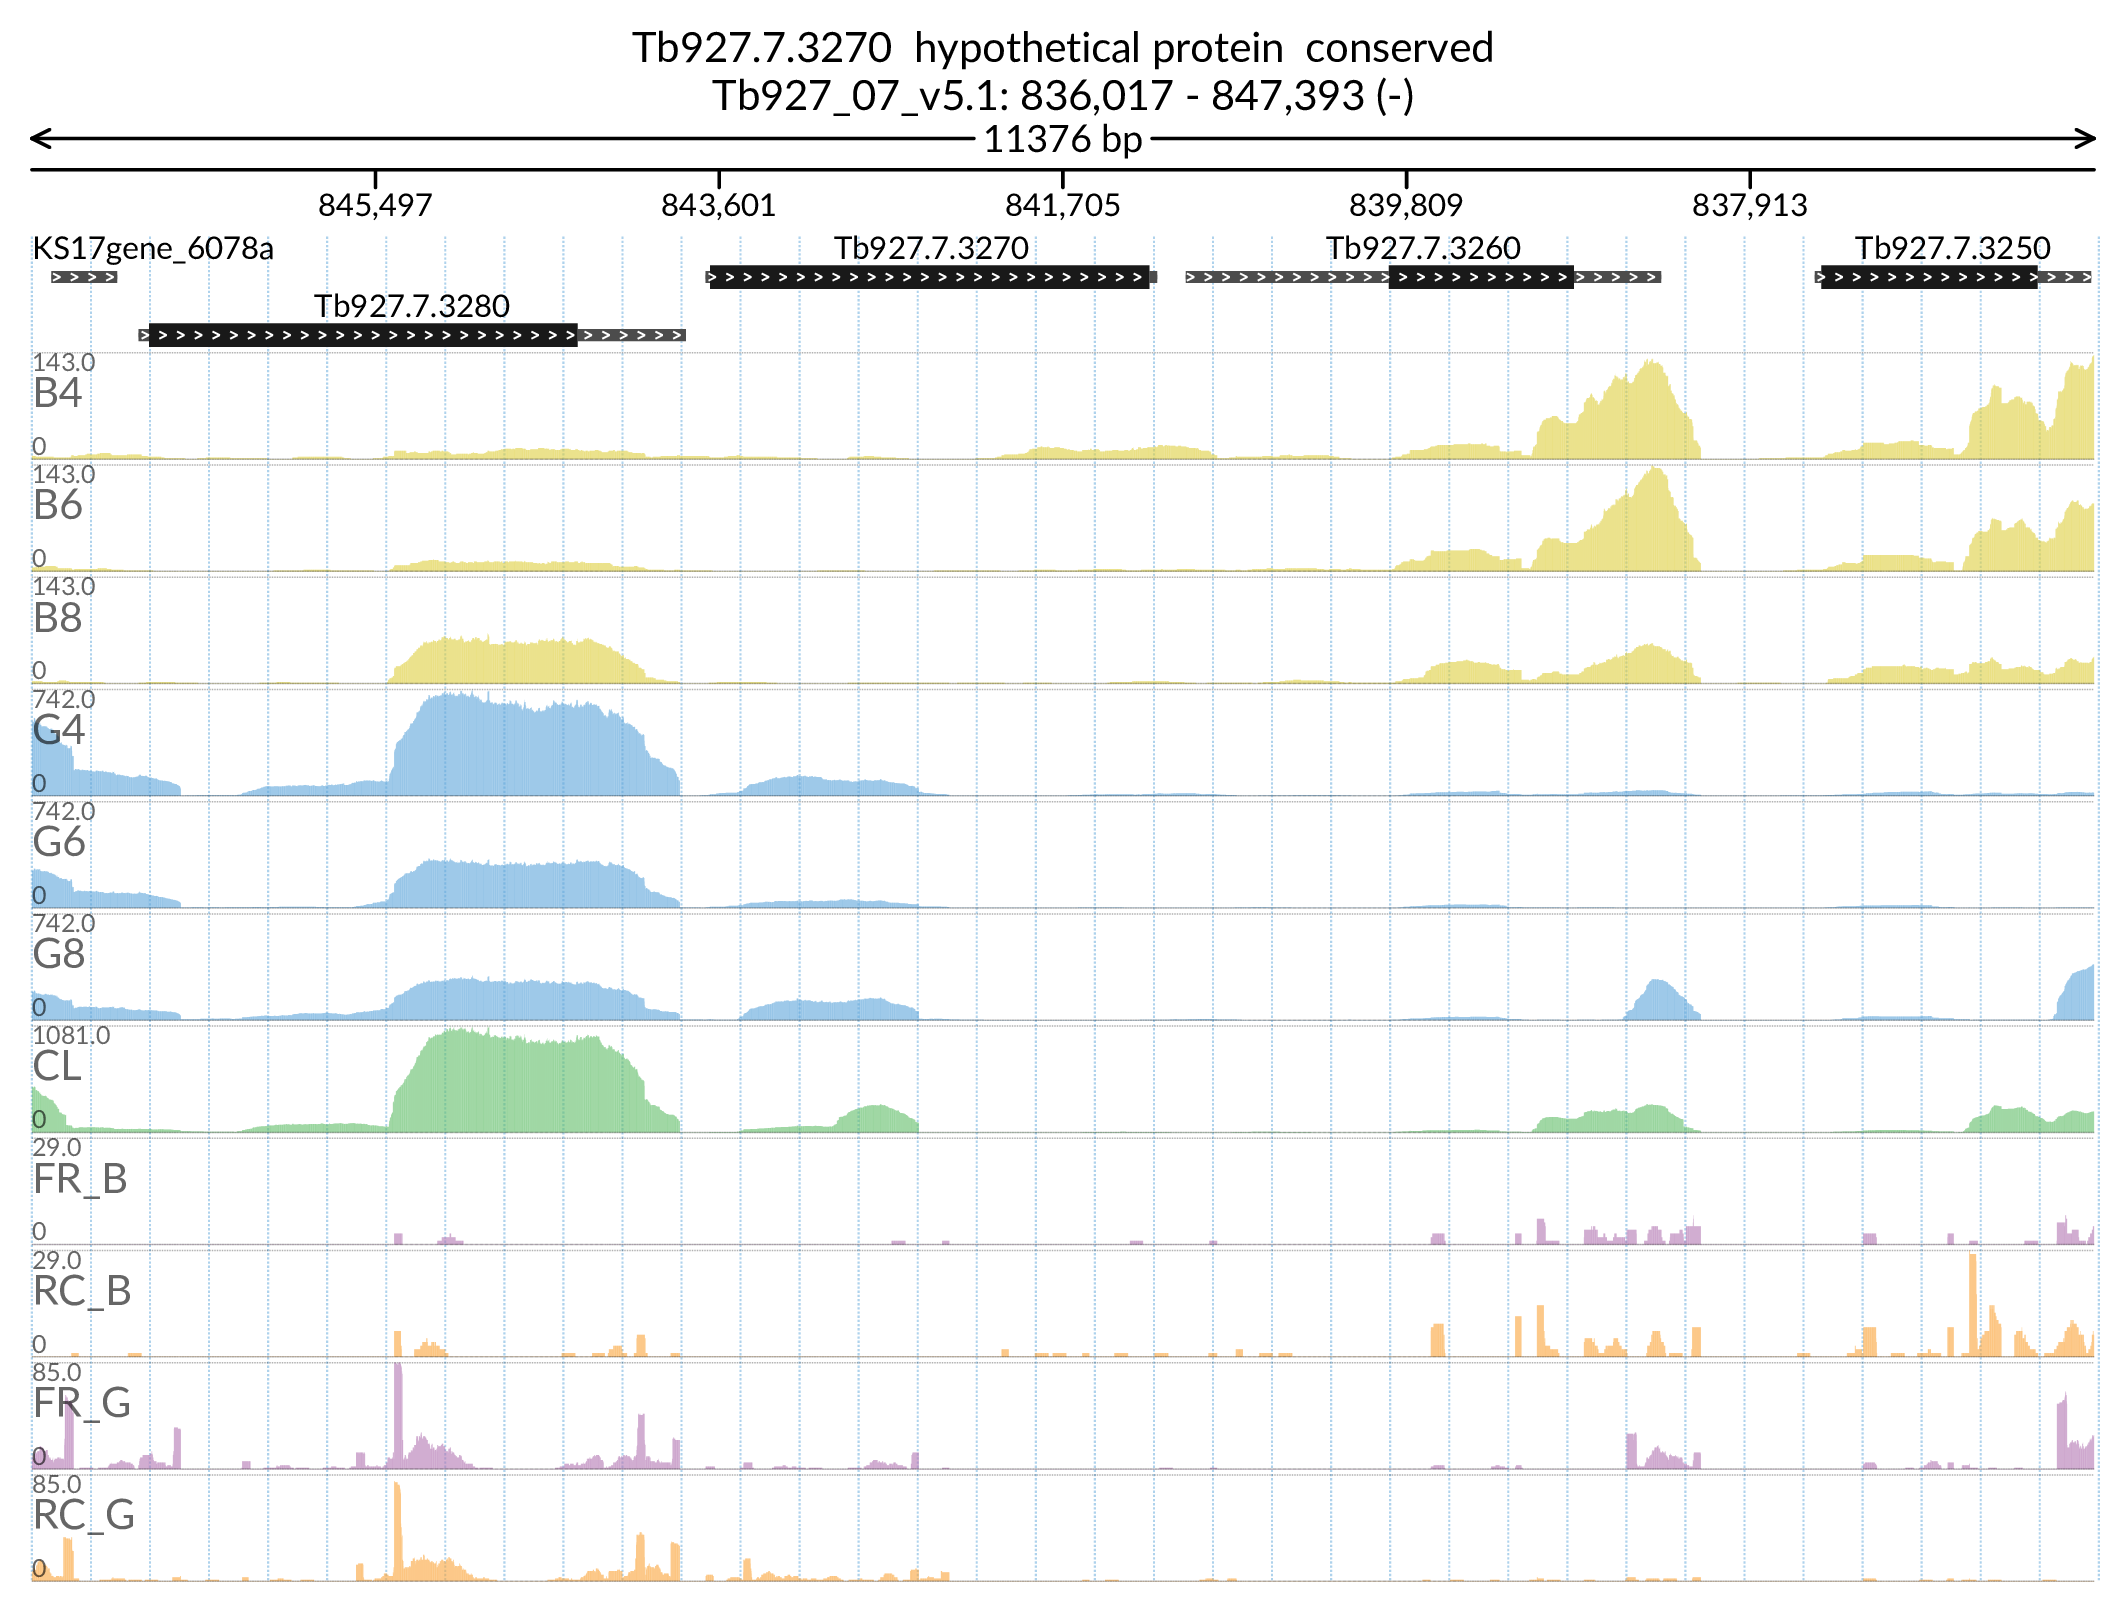 Tb927.7.3270  hypothetical protein  conserved
Tb927_07_v5.1: 836,017 - 847,393 (-)
11376 bp
845,497 843,601 841,705 839,809 837,913
KS17gene_6078a Tb927.7.3270 Tb927.7.3260 Tb927.7.3250
Tb927.7.3280
143.0
B4
0
143.0
B6
0
143.0
B8
0
742.0
G4
0
742.0
G6
0
742.0
G8
0
1081.0
CL
0
29.0
FR_B
0
29.0
RC_B
0
85.0
FR_G
0
85.0
RC_G
0